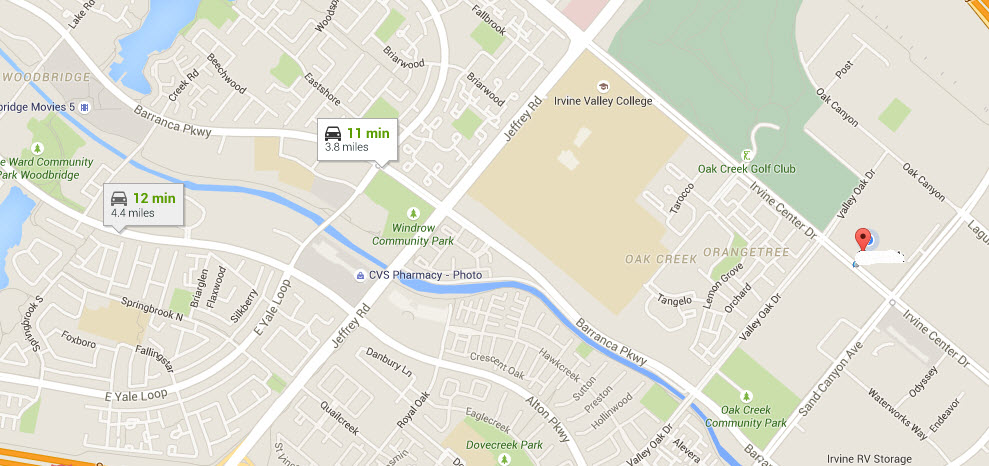 Lake Rd
Woodsp
Fallbrook
Beechwood
Briarwood
WOODBRIDGE
Creek Rd
Eastshore
Briarwood
Post
bridge Movies 5
Barranca Pkwy
Irvine Valley College
Oak Canyon
Jeffrey Rd
11 min
3.8 miles
e Ward Community
Park Woodbridge
Oak Creek Golf Club
Oak Canyon
12 min
4.4 miles
Tarocco
Irvine Center Dr
Valley Oak Dr
Lagu
Windrow
Community Park
ORANGETREE
OAK CREEK
CVS Pharmacy - Photo
Lemon Grove
Briarglen
Flaxwood
Silkberry
Springbrook N
Springbrook S
E Yale Loop
Jeffrey Rd
Tangelo
Orchard
Valley Oak Dr
Irvine Center Dr
Foxboro
Fallingstar
Danbury Ln
Crescent Oak
Hawkcreek
Sutton
Preston
Hollinwood
Barranca Pkwy
Sand Canyon Ave
Odyssey
E Yale Loop
Quailcreek
Royal Oak
Alton Pkwy
Eaglecreek
Oak Creek
Community Park
Waterworks Way
Endeavor
Dovecreek Park
Valley Oak Dr
Alevera
Barran
Irvine RV Storage